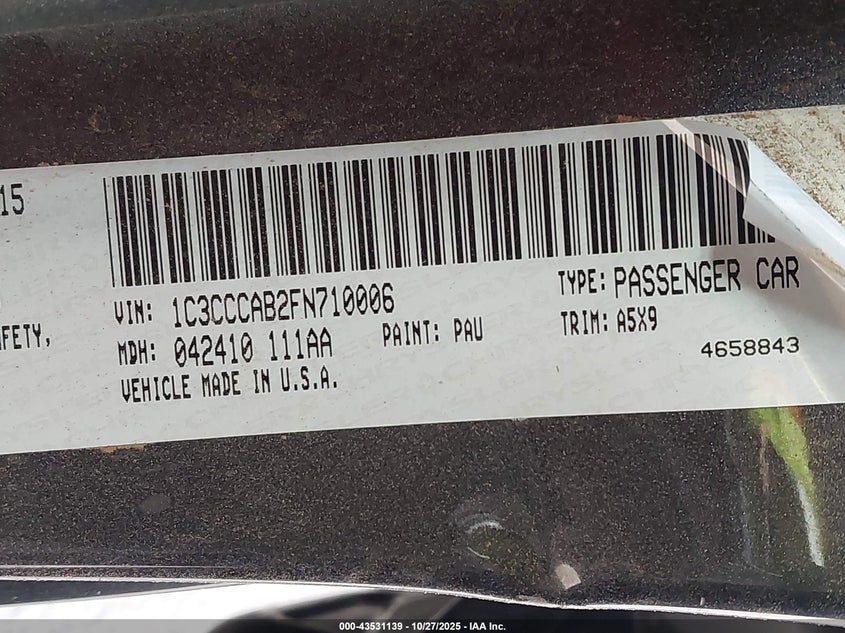 15
VIN: 1C3CCCAB2FN710006
TYPE: PASSENGER CAR
AFETY,
MDH: 042410 111AA
PAINT: PAU
TRIM: A5X9
VEHICLE MADE IN U.S.A.
4658843
000-43531139 - 10/27/2025 - IAA Inc.